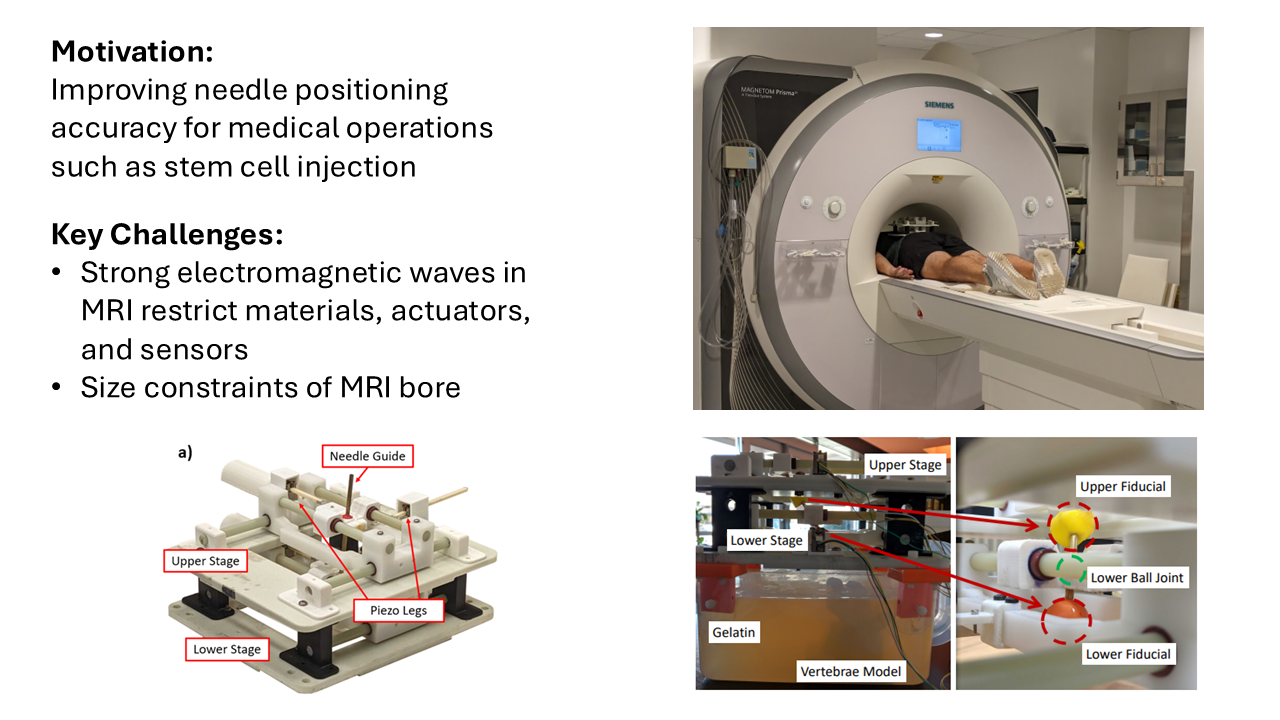 Motivation:
Improving needle positioning
accuracy for medical operations
such as stem cell injection
Key Challenges:
• Strong electromagnetic waves in
MRI restrict materials, actuators,
and sensors
• Size constraints of MRI bore
MAGNETOM Prisma
SIEMENS
a)
Needle Guide
Upper Stage
Piezo Legs
Lower Stage
Upper Stage
Lower Stage
Gelatin
Vertebrae Model
Upper Fiducial
Lower Ball Joint
Lower Fiducial